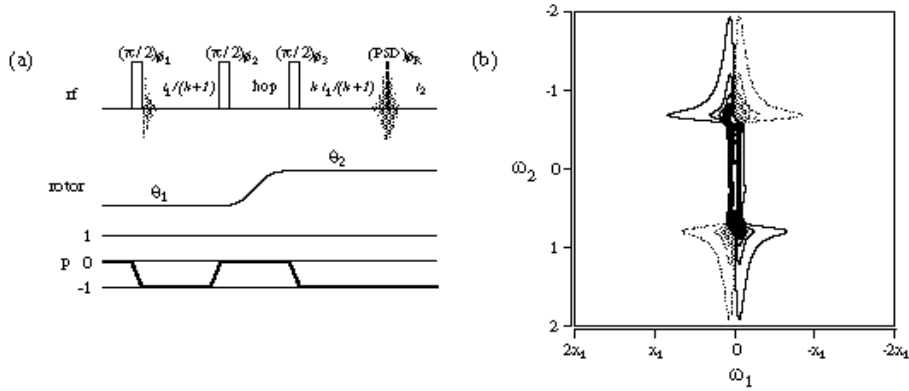 (a)
(π/2)ϕ1 (π/2)ϕ2 (π/2)ϕ3 (PSD)ϕR
rf t1/(k+1) hop k t1/(k+1) t2
rotor θ1 θ2
1
p 0
-1
(b)
-2
-1
ω2 0
1
2
2x1 x1 0 -x1 -2x1
ω1